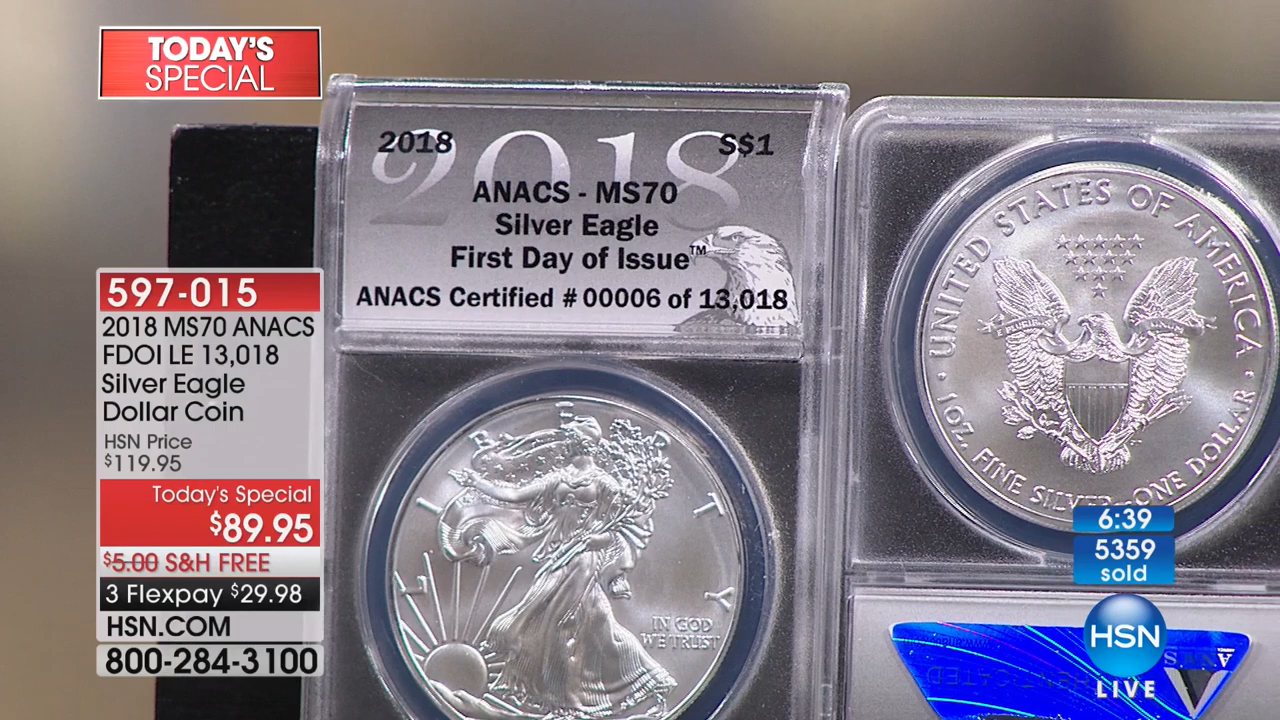 TODAY'S
SPECIAL
597-015
2018 MS70 ANACS
FDOI LE 13,018
Silver Eagle
Dollar Coin
HSN Price
$119.95
Today's Special
$89.95
$5.00 S&H FREE
3 Flexpay $29.98
HSN.COM
800-284-3100
2018
2018 S$1
ANACS - MS70
Silver Eagle
First Day of Issue™
ANACS Certified # 00006 of 13,018
LIBERTY
IN GOD
WE TRUST
UNITED STATES OF AMERICA
E PLURIBUS
1 OZ. FINE SILVER-ONE DOLLAR
6:39
5359
sold
HSN
LIVE